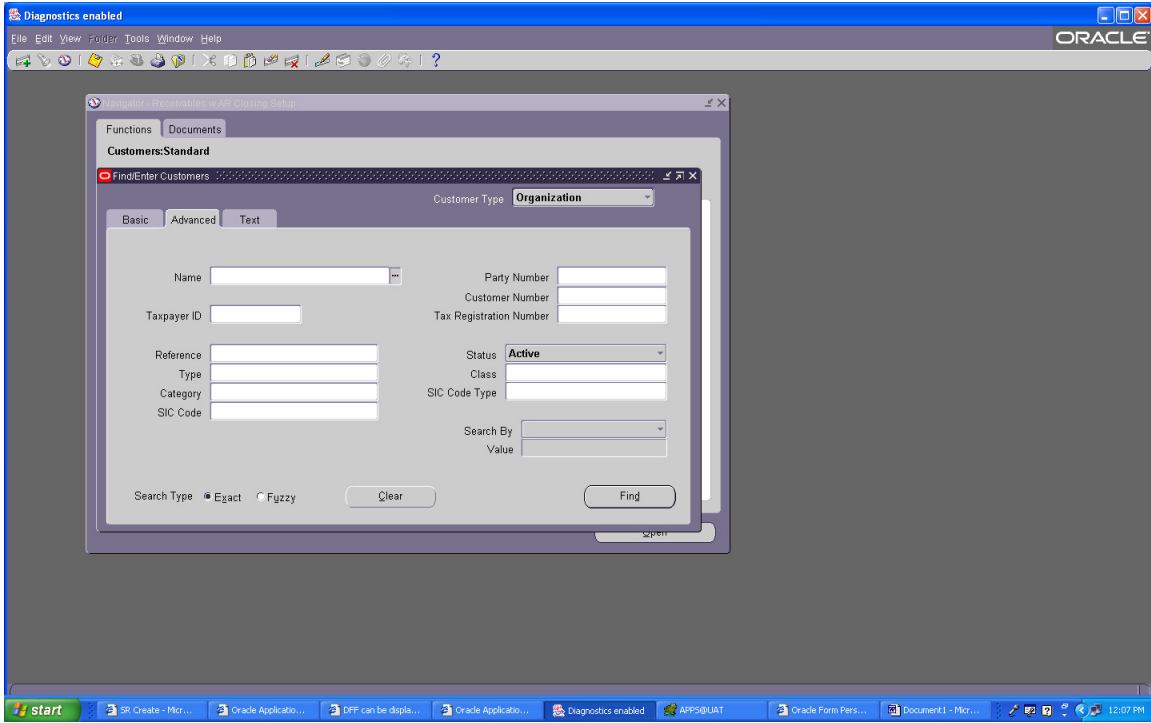 Diagnostics enabled
File Edit View Folder Tools Window Help
ORACLE
?
Navigator - Receivables w AR Closing Setup
Functions Documents
Customers:Standard
Find/Enter Customers
Customer Type Organization
Basic Advanced Text
Name ... Party Number
Customer Number
Taxpayer ID Tax Registration Number
Reference Status Active
Type Class
Category SIC Code Type
SIC Code
Search By
Value
Search Type Exact Fuzzy Clear Find
Open
start SR Create - Micr... Oracle Applicatio... DFF can be displa... Oracle Applicatio... Diagnostics enabled APPS@UAT Oracle Form Pers... Document1 - Micr... 12:07 PM